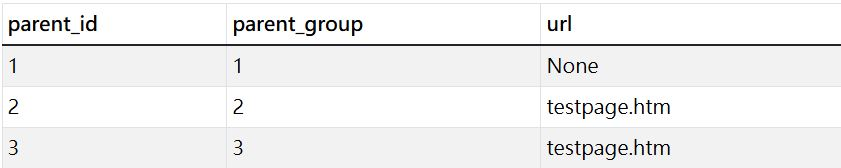 parent_id parent_group url
1 1 None
2 2 testpage.htm
3 3 testpage.htm